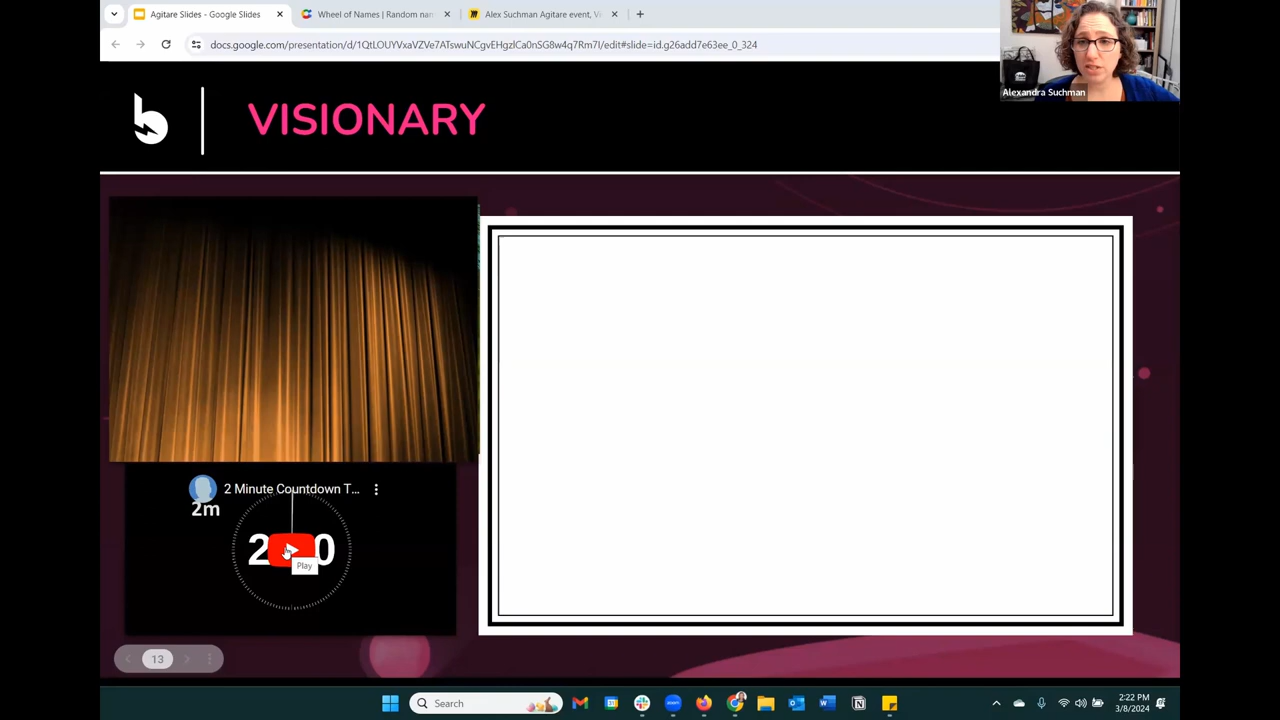 Agitare Slides - Google Slides
Wheel of Names | Random nam
Alex Suchman Agitare event, Vi
docs.google.com/presentation/d/1QtLOUYVxaVZVe7ATswuNCgvEHgzlCa0nSG8w4q7Rm7I/edit#slide=id.g26add7e63ee_0_324
Alexandra Suchman
VISIONARY
2 Minute Countdown T...
2m
2 0
Play
13
Search
2:22 PM
3/8/2024